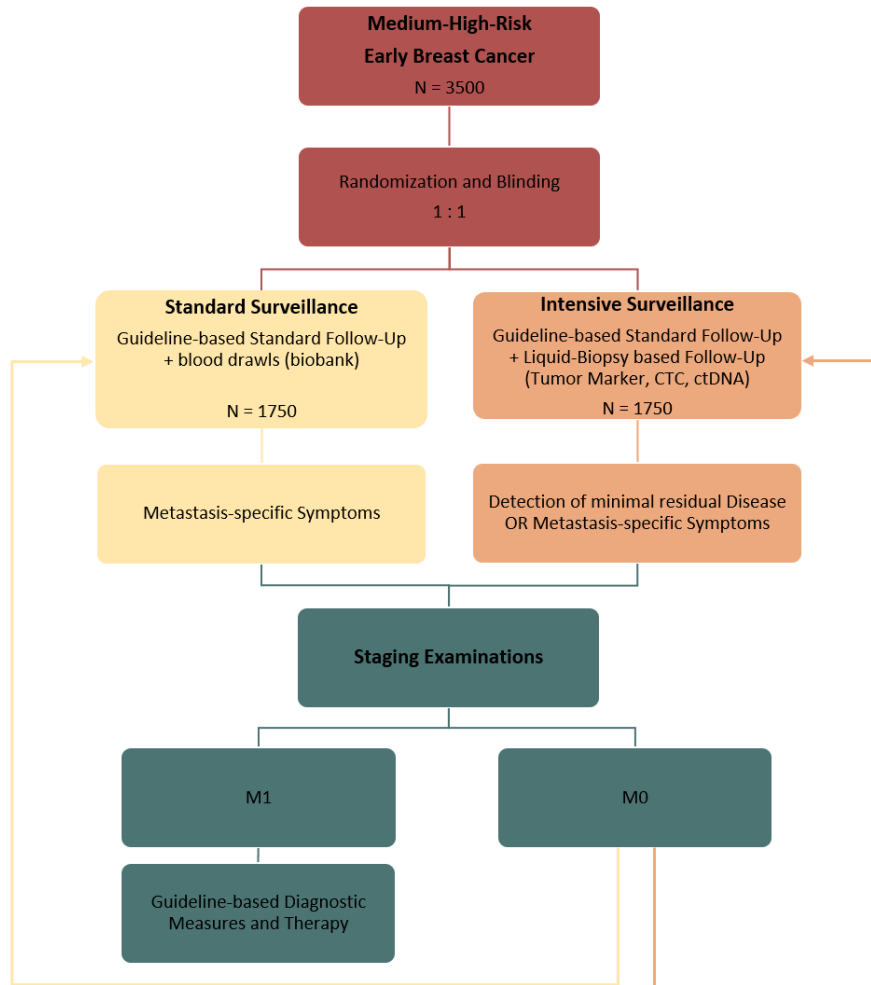 Medium-High-Risk
Early Breast Cancer
N = 3500
Randomization and Blinding
1 : 1
Standard Surveillance
Guideline-based Standard Follow-Up
+ blood drawls (biobank)
N = 1750
Intensive Surveillance
Guideline-based Standard Follow-Up
+ Liquid-Biopsy based Follow-Up
(Tumor Marker, CTC, ctDNA)
N = 1750
Metastasis-specific Symptoms
Detection of minimal residual Disease
OR Metastasis-specific Symptoms
Staging Examinations
M1
M0
Guideline-based Diagnostic
Measures and Therapy